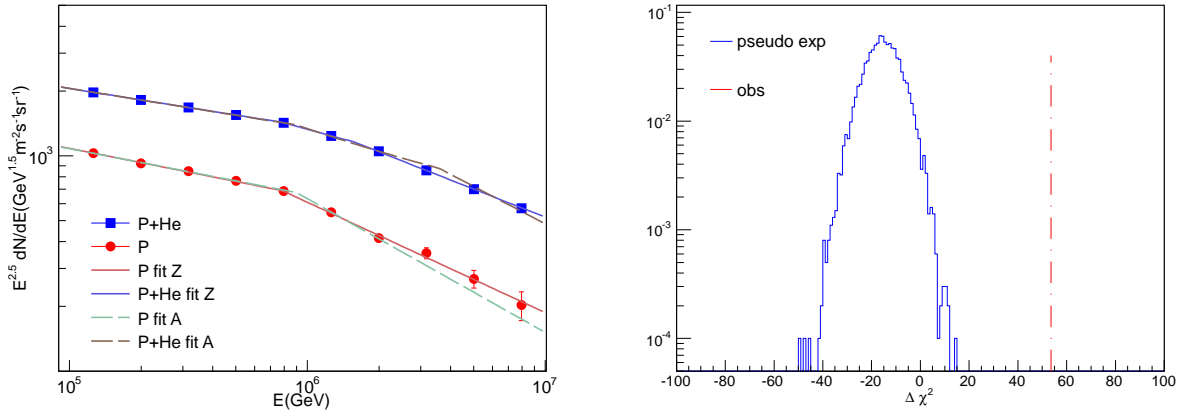 E^2.5 dN/dE(GeV^1.5 m^-2 s^-1 sr^-1)
10^3
P+He
P
P fit Z
P+He fit Z
P fit A
P+He fit A
10^5
10^6
10^7
E(GeV)
10^-1
10^-2
10^-3
10^-4
pseudo exp
obs
-100 -80 -60 -40 -20 0 20 40 60 80 100
Δ χ^2